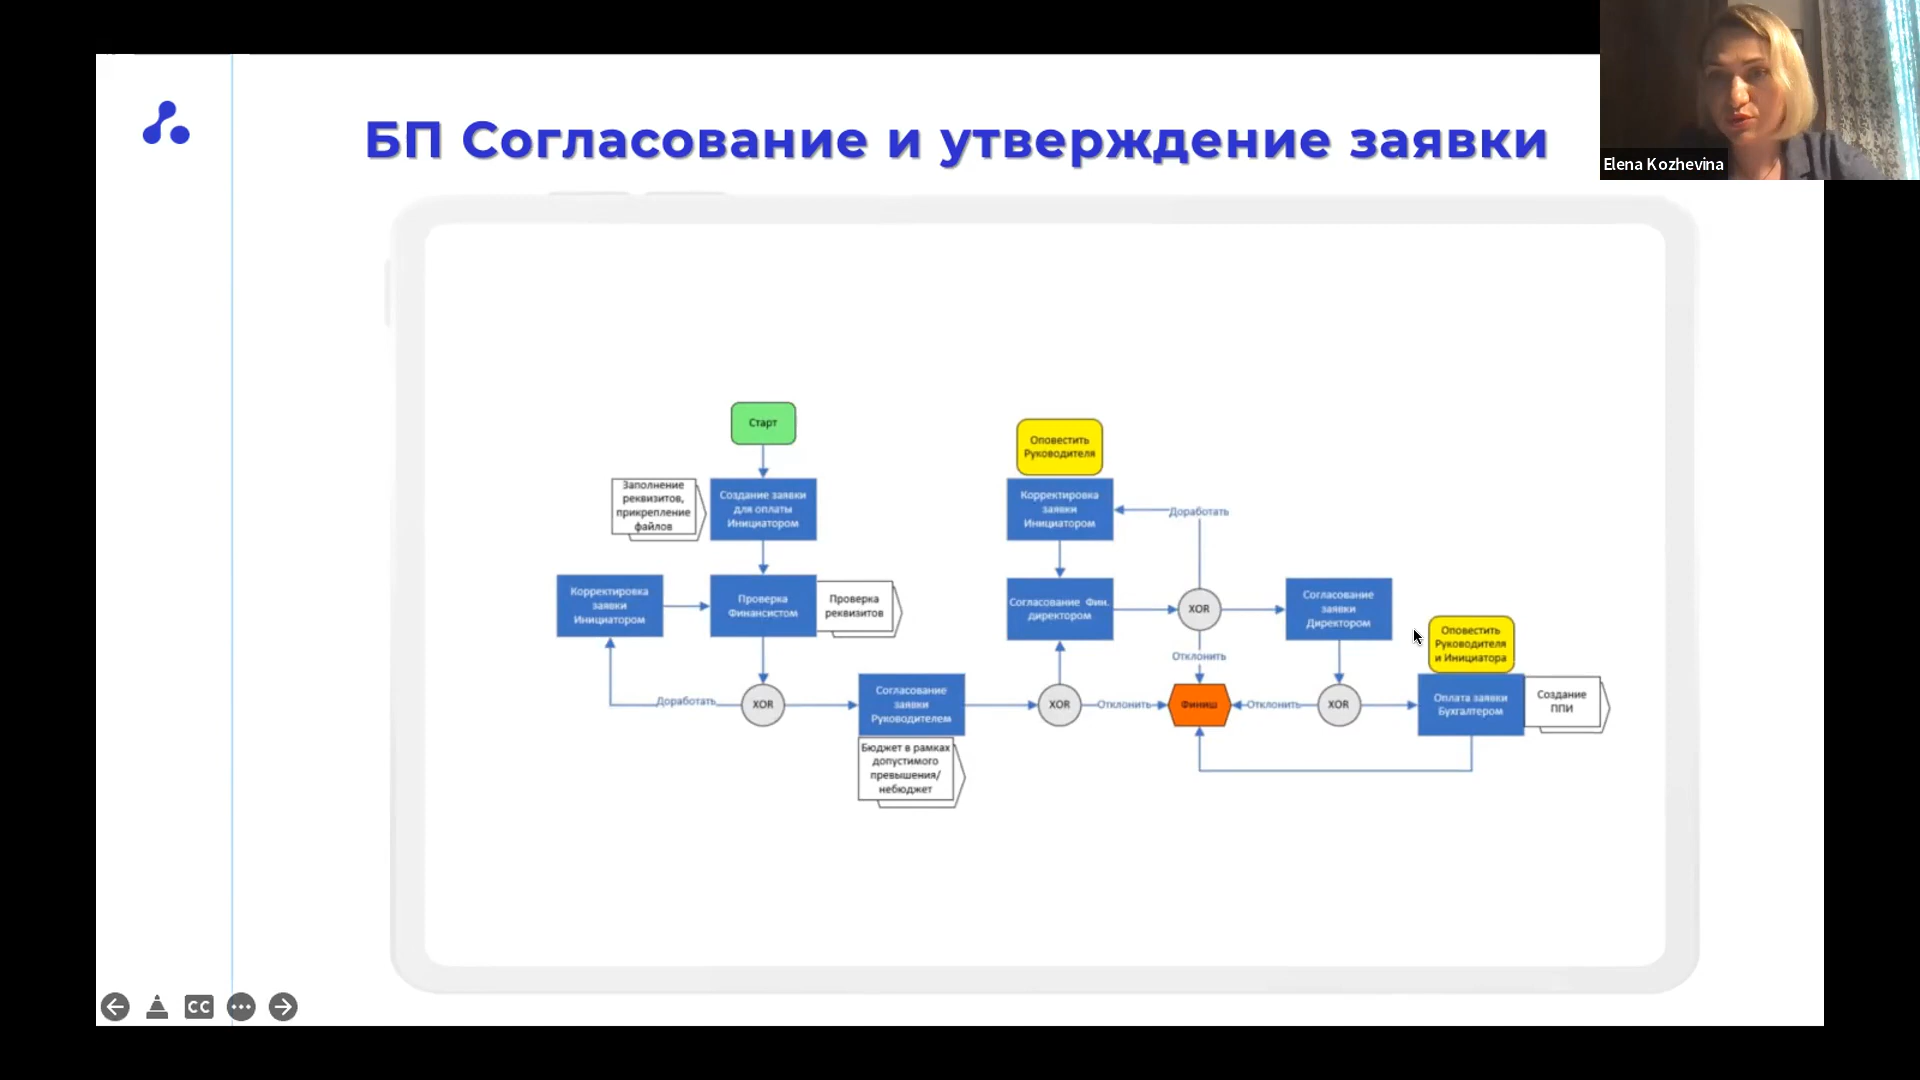 БП Согласование и утверждение заявки
Elena Kozhevina
Старт
Заполнение
реквизитов,
прикрепление
файлов
Создание заявки
для оплаты
Инициатором
Корректировка
заявки
Инициатором
Проверка
Финансистом
Проверка
реквизитов
Доработать
XOR
Согласование
заявки
Руководителем
Бюджет в рамках
допустимого
превышения/
небюджет
Оповестить
Руководителя
Корректировка
заявки
Инициатором
Доработать
Согласование Фин.
директором
XOR
Согласование
заявки
Директором
Отклонить
XOR
Отклонить
Финиш
Отклонить
XOR
Оповестить
Руководителя
и Инициатора
Оплата заявки
Бухгалтером
Создание
ППИ
CC